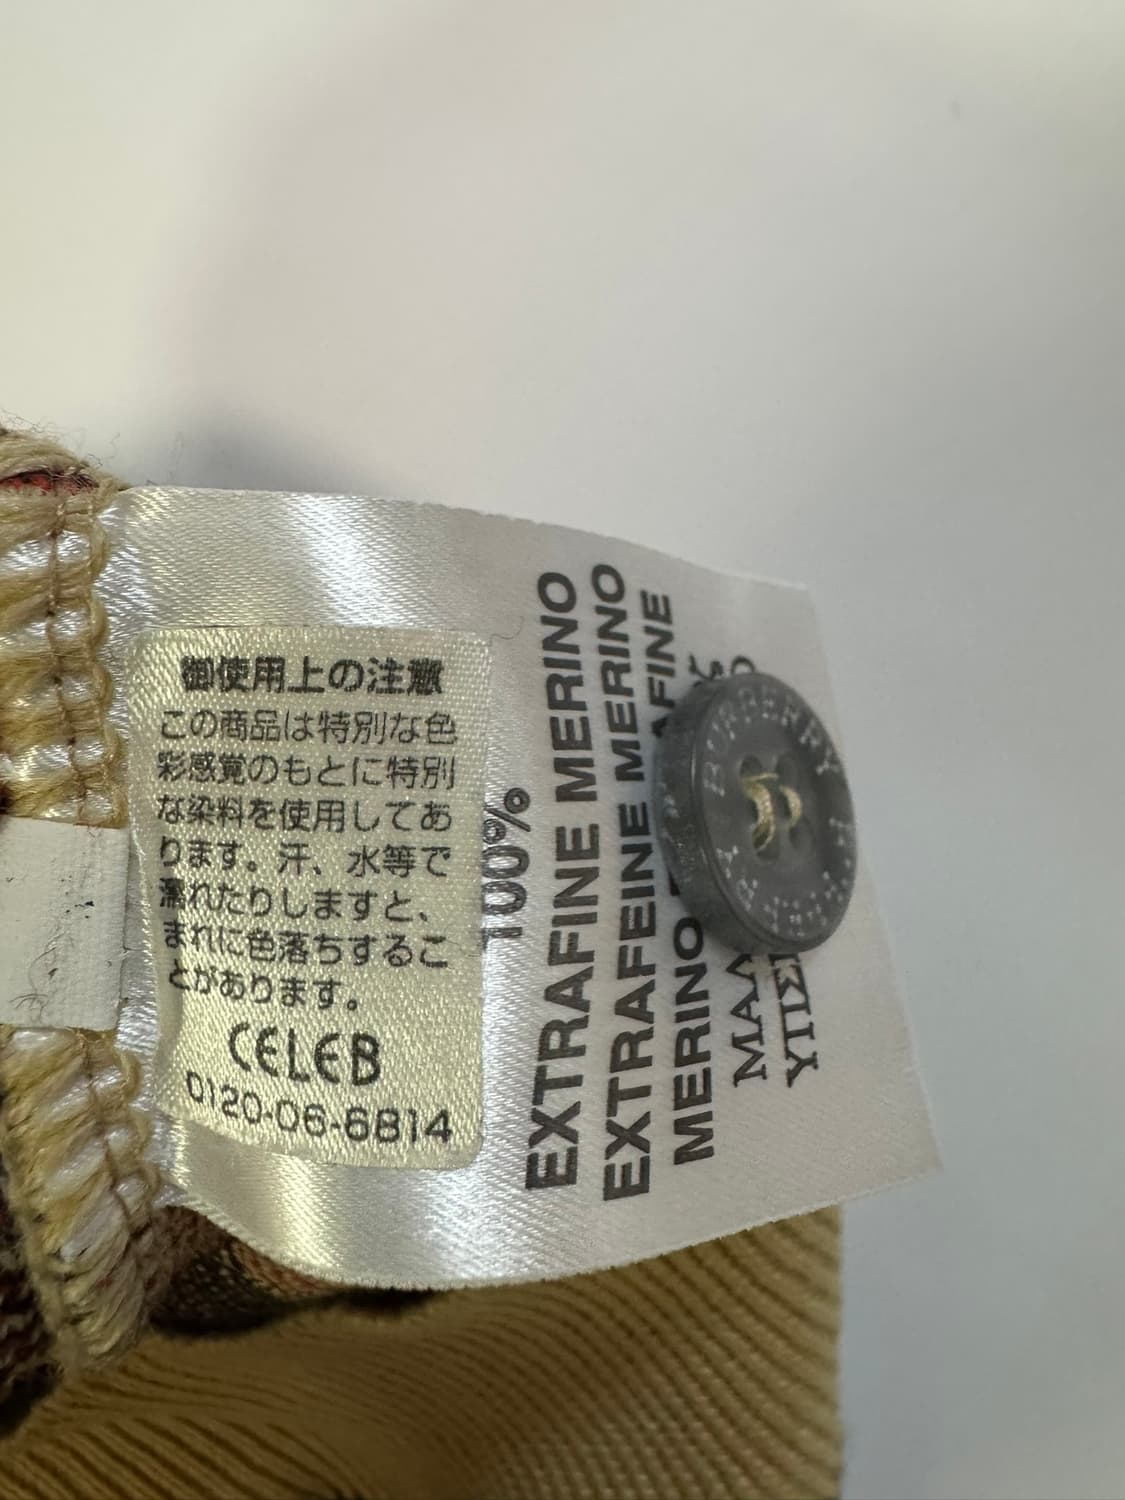 御使用上の注意
この商品は特別な色
彩感覚のもとに特別
な染料を使用してあ
ります。汗、水等で
濡れたりしますと、
まれに色落ちするこ
とがあります。
CELEB
0120-06-6814
100%
EXTRAFINE MERINO
EXTRAFEINE MERINO
MERINO
AFINE
ΜΑΛ
ΥΠΣ
BURBERRY